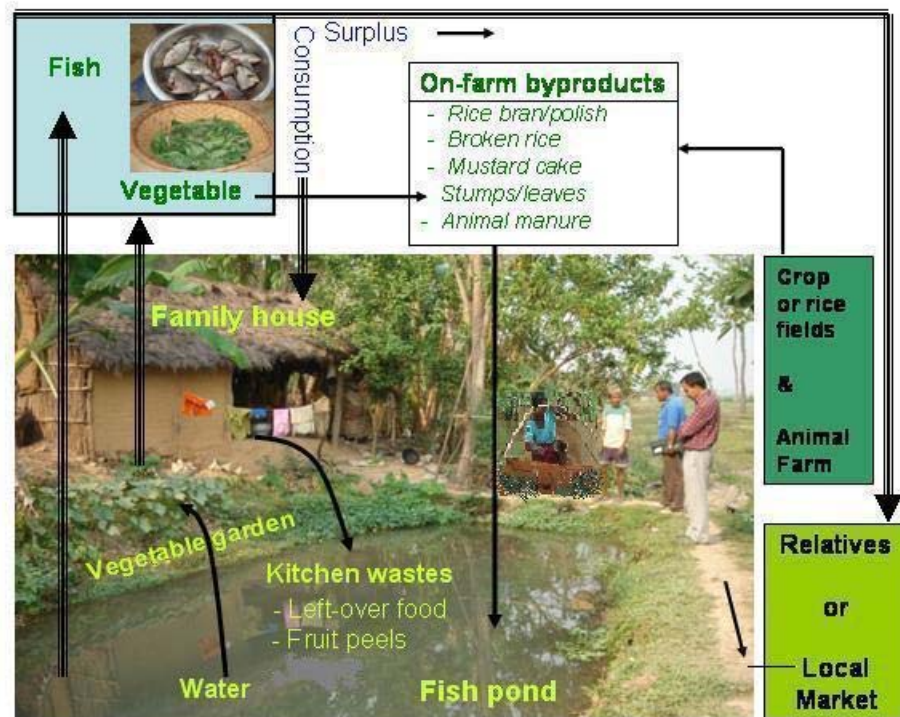 Fish
Vegetable
Consumption
Surplus
On-farm byproducts
- Rice bran/polish
- Broken rice
- Mustard cake
Stumps/leaves
- Animal manure
Family house
Vegetable garden
Kitchen wastes
- Left-over food
- Fruit peels
Water
Fish pond
Crop
or rice
fields
&
Animal
Farm
Relatives
or
Local
Market